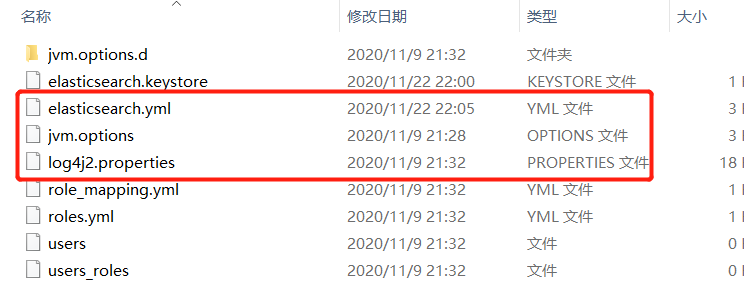 名称 修改日期 类型 大小
jvm.options.d 2020/11/9 21:32 文件夹
elasticsearch.keystore 2020/11/22 22:00 KEYSTORE 文件 1
elasticsearch.yml 2020/11/22 22:05 YML 文件 3
jvm.options 2020/11/9 21:28 OPTIONS 文件 3
log4j2.properties 2020/11/9 21:32 PROPERTIES 文件 18
role_mapping.yml 2020/11/9 21:32 YML 文件 1
roles.yml 2020/11/9 21:32 YML 文件 1
users 2020/11/9 21:32 文件 0
users_roles 2020/11/9 21:32 文件 0